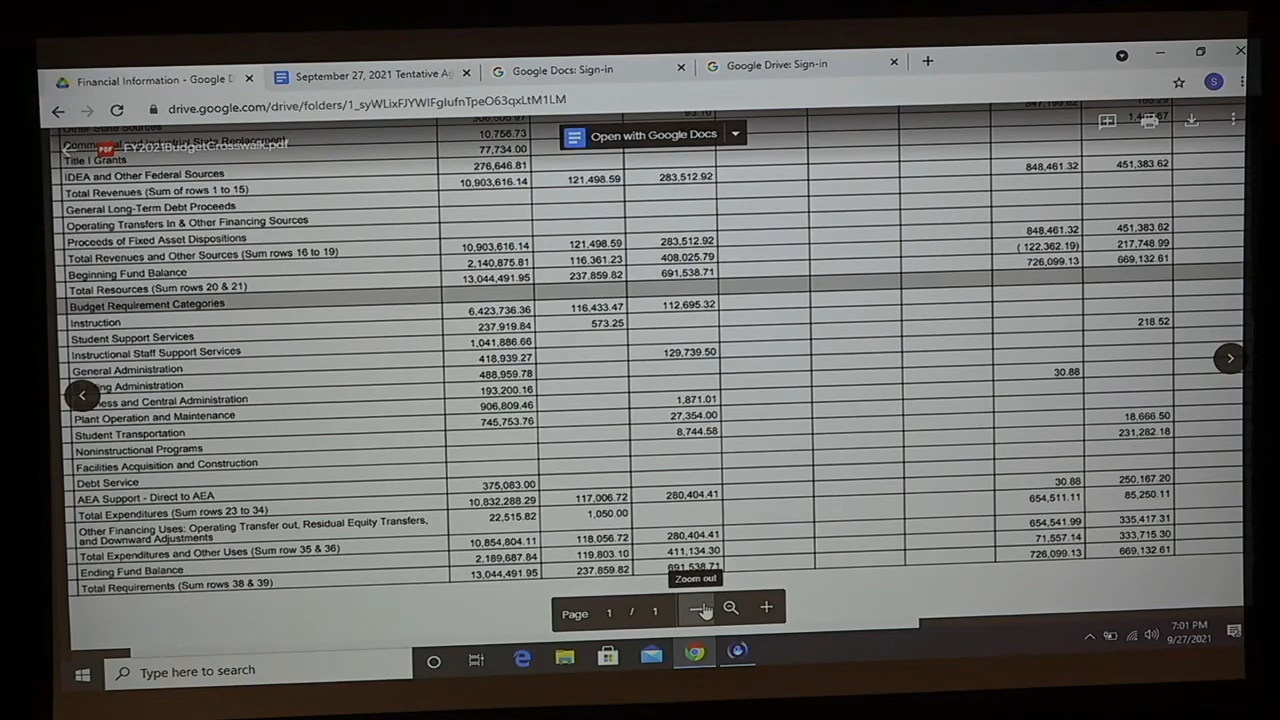 Financial Information - Google D
September 27, 2021 Tentative Ag
Google Docs: Sign-in
Google Drive: Sign-in
drive.google.com/drive/folders/1_syWLixFJYWIFglufnTpeO63qxLtM1LM
S
FY2021BudgetCrosswalk.pdf
Open with Google Docs
Other State Sources
10,756.73
Title I Grants 77,734.00
IDEA and Other Federal Sources 276,646.81 848,461.32 451,383.62
Total Revenues (Sum of rows 1 to 15) 10,903,616.14 121,498.59 283,512.92
General Long-Term Debt Proceeds
Operating Transfers In & Other Financing Sources
Proceeds of Fixed Asset Dispositions 848,461.32 451,383.62
Total Revenues and Other Sources (Sum rows 16 to 19) 10,903,616.14 121,498.59 283,512.92 ( 122,362.19) 217,748.99
Beginning Fund Balance 2,140,875.81 116,361.23 408,025.79 726,099.13 669,132.61
Total Resources (Sum rows 20 & 21) 13,044,491.95 237,859.82 691,538.71
Budget Requirement Categories
Instruction 6,423,736.36 116,433.47 112,695.32
Student Support Services 237,919.84 573.25 218.52
Instructional Staff Support Services 1,041,886.66
General Administration 418,939.27 129,739.50
Administration 488,959.78 30.88
and Central Administration 193,200.16
Plant Operation and Maintenance 906,809.46 1,871.01
Student Transportation 745,753.76 27,354.00 18,666.50
Noninstructional Programs 8,744.58 231,282.18
Facilities Acquisition and Construction
Debt Service
AEA Support - Direct to AEA 375,083.00 30.88 250,167.20
Total Expenditures (Sum rows 23 to 34) 10,832,288.29 117,006.72 280,404.41 654,511.11 85,250.11
Other Financing Uses: Operating Transfer out, Residual Equity Transfers, 22,515.82 1,050.00
and Downward Adjustments 654,541.99 335,417.31
Total Expenditures and Other Uses (Sum row 35 & 36) 10,854,804.11 118,056.72 280,404.41 71,557.14 333,715.30
Ending Fund Balance 2,189,687.84 119,803.10 411,134.30 726,099.13 669,132.61
Total Requirements (Sum rows 38 & 39) 13,044,491.95 237,859.82 691,538.71
Zoom out
Page 1 / 1
Type here to search
7:01 PM
9/27/2021